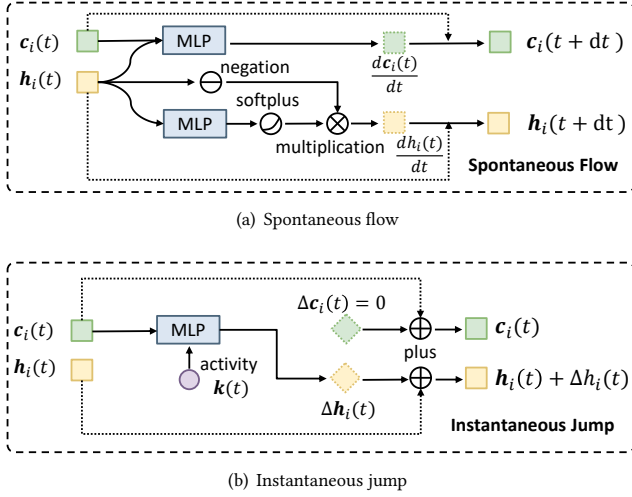 c_i(t)
MLP
dc_i(t)/dt
c_i(t + dt)
h_i(t)
negation
softplus
MLP
multiplication
dh_i(t)/dt
h_i(t + dt)
Spontaneous Flow
(a) Spontaneous flow
Δc_i(t) = 0
c_i(t)
MLP
plus
c_i(t)
h_i(t)
activity
k(t)
Δh_i(t)
h_i(t) + Δh_i(t)
Instantaneous Jump
(b) Instantaneous jump